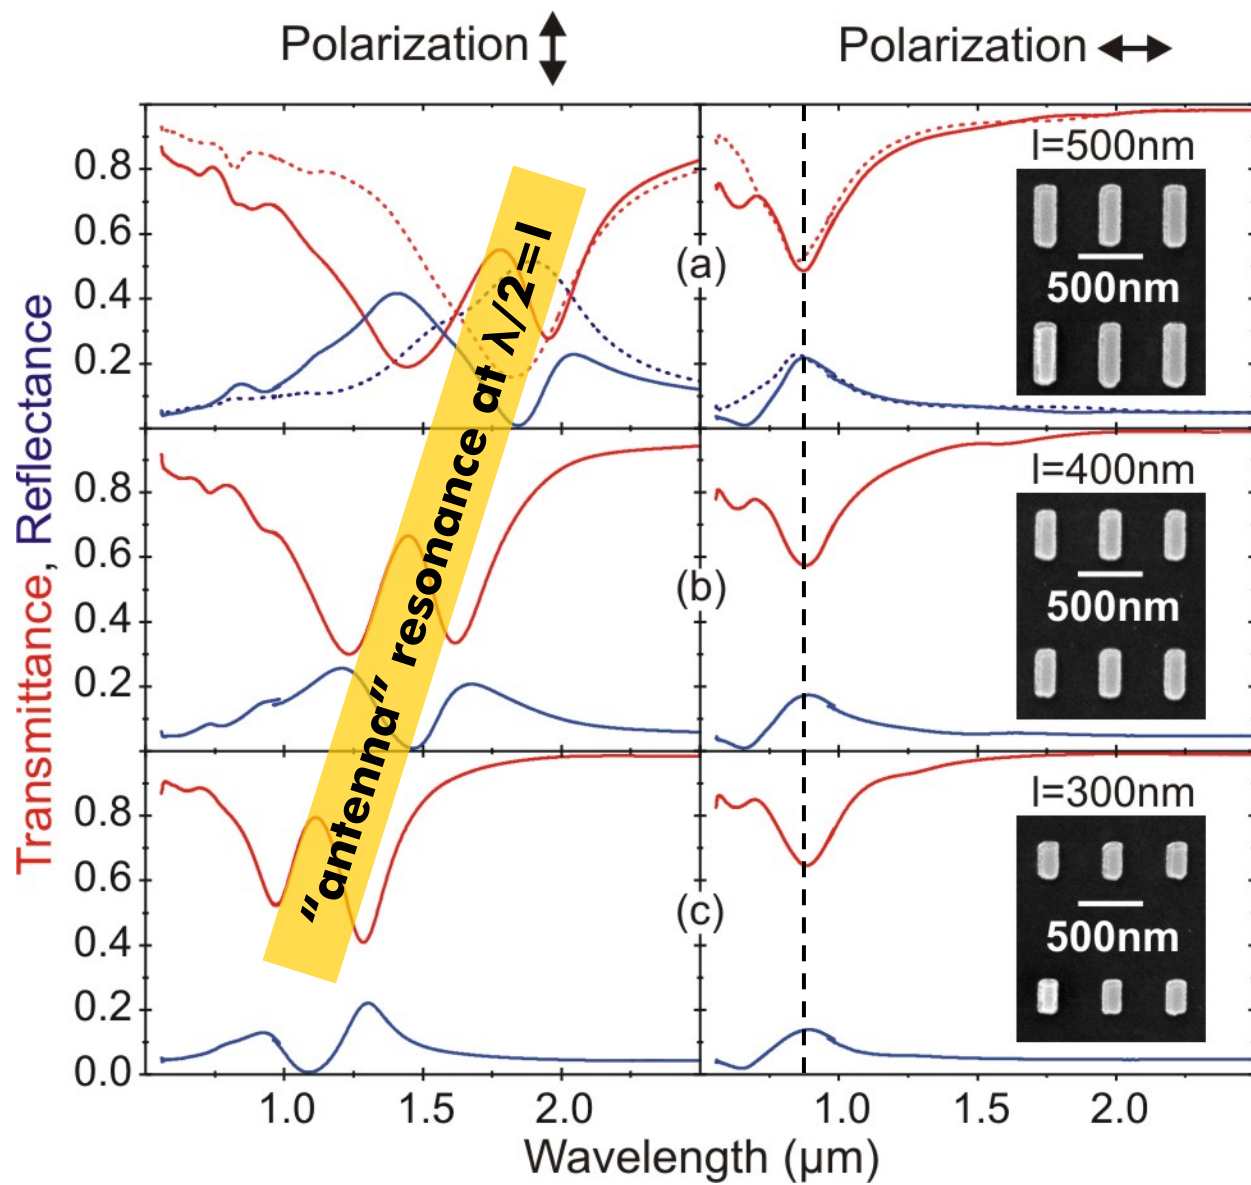 Polarization ↕
Polarization ↔
Transmittance, Reflectance
0.8
0.6
0.4
0.2
(a)
l=500nm
500nm
0.8
0.6
0.4
0.2
(b)
l=400nm
500nm
0.8
0.6
0.4
0.2
0.0
(c)
l=300nm
500nm
"antenna" resonance at λ/2=l
1.0 1.5 2.0
1.0 1.5 2.0
Wavelength (μm)